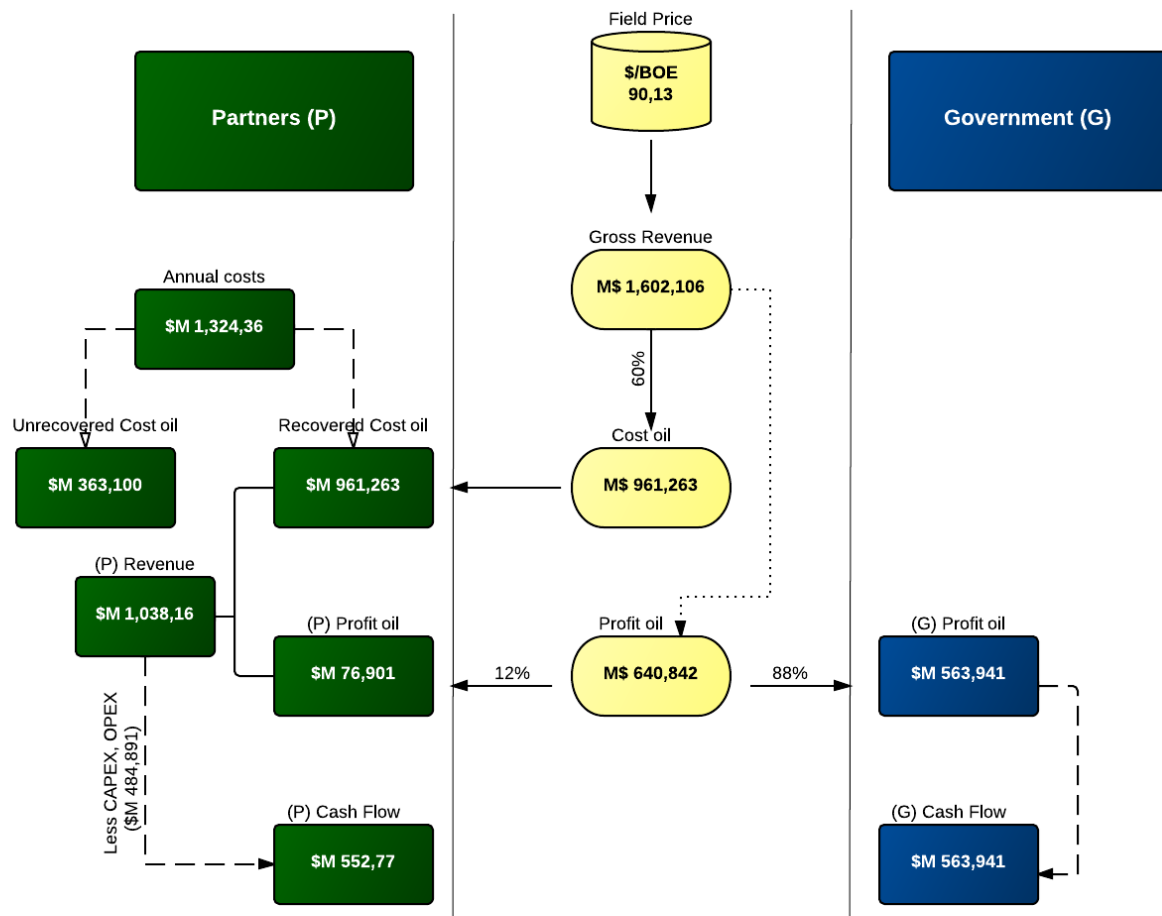 Field Price
$/BOE
90,13
Partners (P)
Government (G)
Gross Revenue
M$ 1,602,106
Annual costs
$M 1,324,36
60%
Unrecovered Cost oil
Recovered Cost oil
Cost oil
$M 363,100
$M 961,263
M$ 961,263
(P) Revenue
$M 1,038,16
(P) Profit oil
Profit oil
(G) Profit oil
$M 76,901
12%
M$ 640,842
88%
$M 563,941
Less CAPEX, OPEX
($M 484,891)
(P) Cash Flow
(G) Cash Flow
$M 552,77
$M 563,941